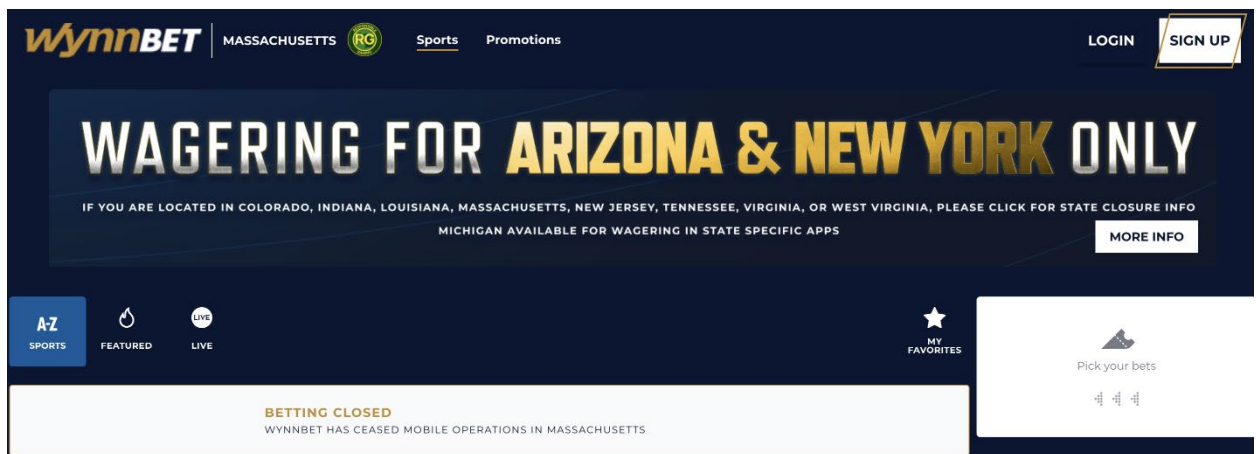 WynnBET
MASSACHUSETTS
RG
Sports
Promotions
LOGIN
SIGN UP
WAGERING FOR ARIZONA & NEW YORK ONLY
IF YOU ARE LOCATED IN COLORADO, INDIANA, LOUISIANA, MASSACHUSETTS, NEW JERSEY, TENNESSEE, VIRGINIA, OR WEST VIRGINIA, PLEASE CLICK FOR STATE CLOSURE INFO
MICHIGAN AVAILABLE FOR WAGERING IN STATE SPECIFIC APPS
MORE INFO
A-Z
SPORTS
FEATURED
LIVE
LIVE
MY
FAVORITES
Pick your bets
BETTING CLOSED
WYNNBET HAS CEASED MOBILE OPERATIONS IN MASSACHUSETTS